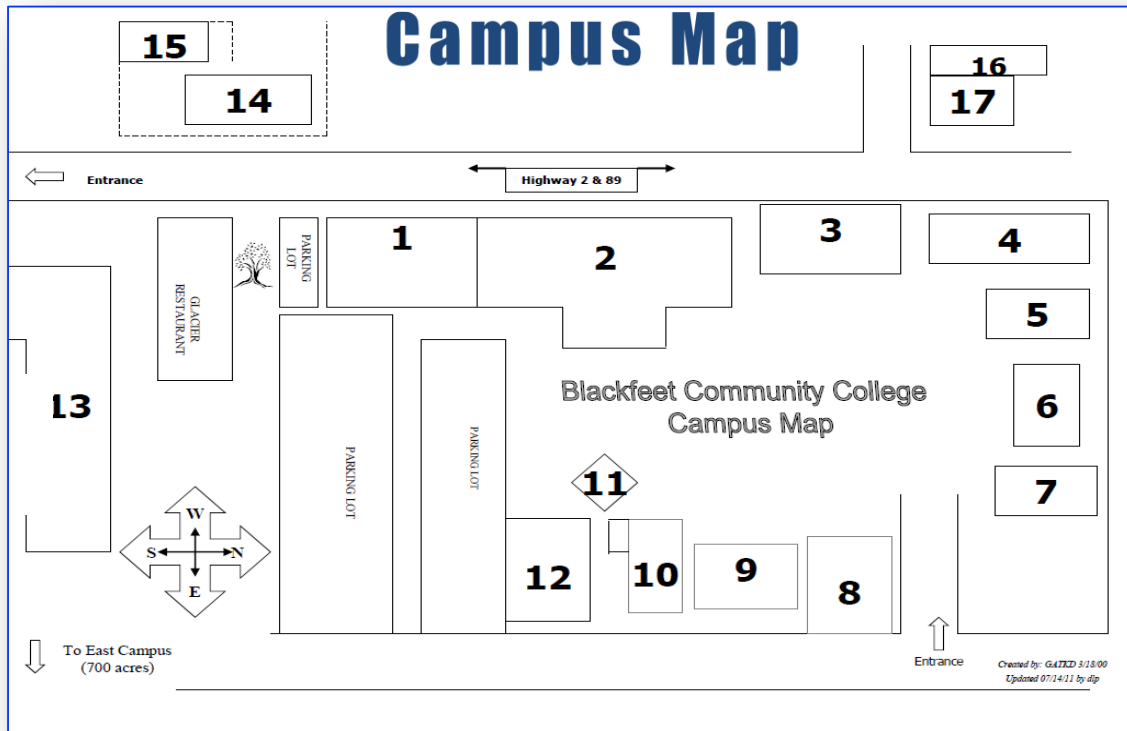 Campus Map
15
14
16
17
Entrance
Highway 2 & 89
GLACIER
RESTAURANT
PARKING
LOT
1
2
3
4
5
6
7
Blackfeet Community College
Campus Map
13
PARKING LOT
PARKING LOT
11
12
10
9
8
W
S
N
E
To East Campus
(700 acres)
Entrance
Created by: GATKD 3/18/00
Updated 07/14/11 by dlp